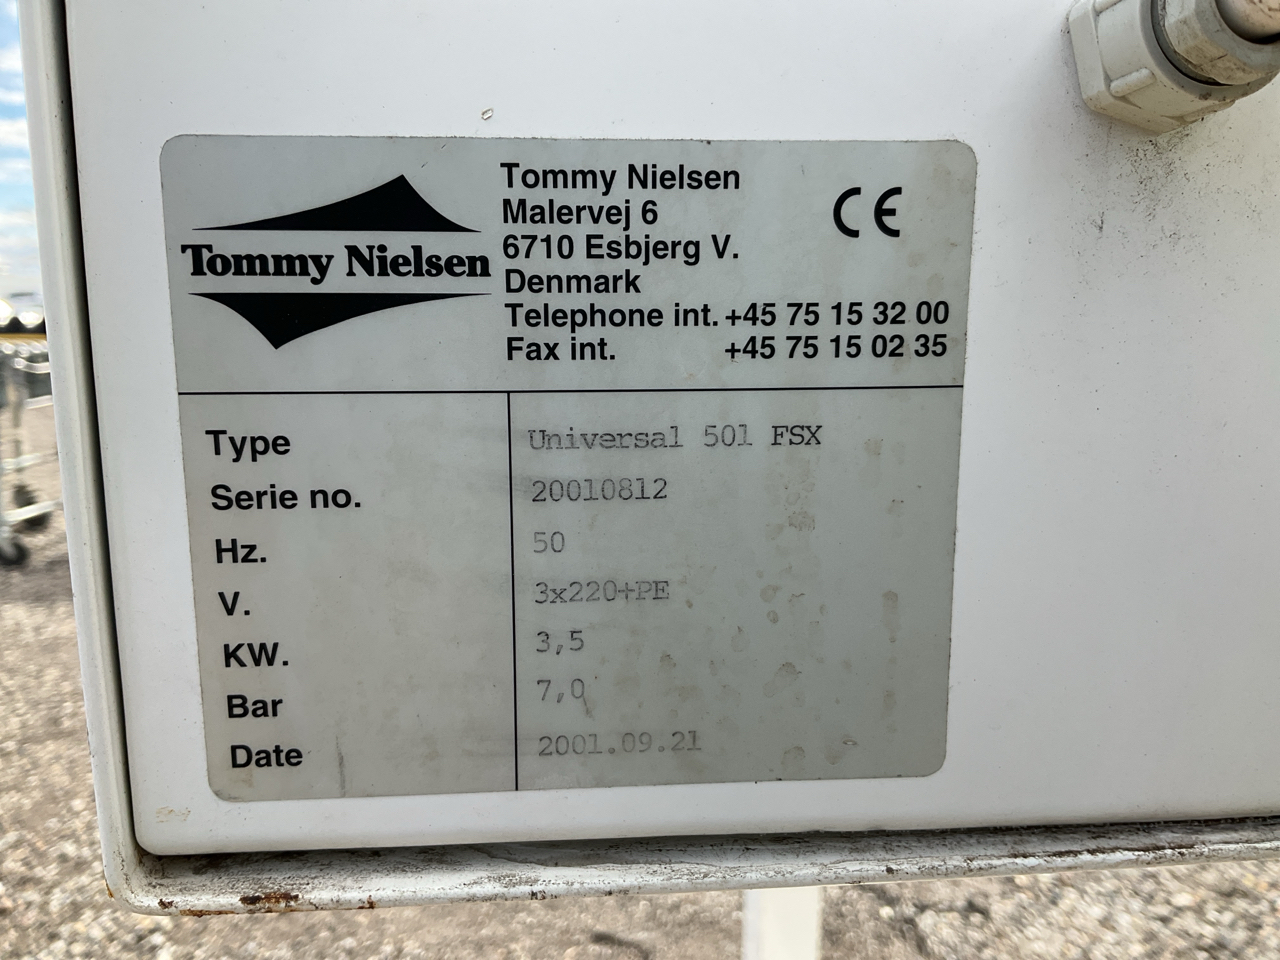 Tommy Nielsen
Tommy Nielsen
Malervej 6
6710 Esbjerg V.
Denmark
Telephone int. +45 75 15 32 00
Fax int. +45 75 15 02 35
CE
Type Universal 501 FSX
Serie no. 20010812
Hz. 50
V. 3x220+PE
KW. 3,5
Bar 7,0
Date 2001.09.21